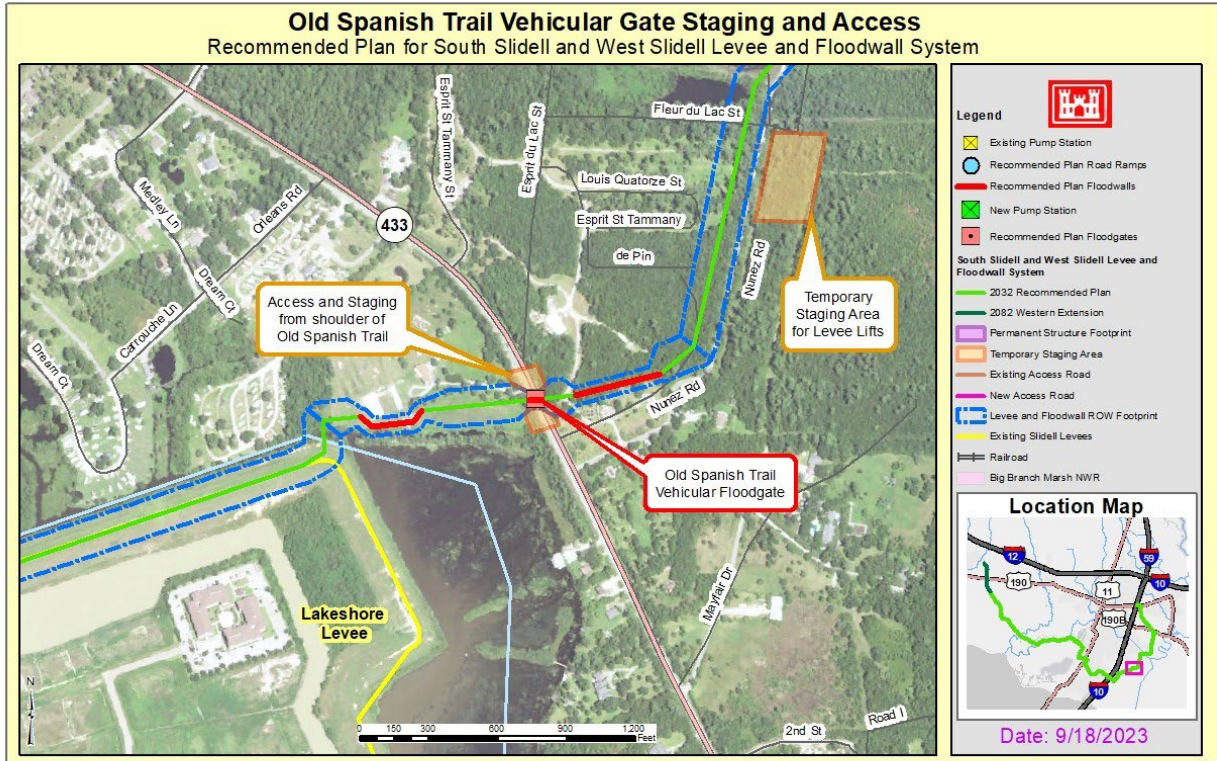 Old Spanish Trail Vehicular Gate Staging and Access
Recommended Plan for South Slidell and West Slidell Levee and Floodwall System
Esprit St Tammany St
Esprit du Lac St
Fleur du Lac St
Louis Quatorze St
Esprit St Tammany
de Pin
Medley Ln
Orleans Rd
433
Dream Ct
Carrouche Ln
Dream Ct
Nunez Rd
Access and Staging
from shoulder of
Old Spanish Trail
Temporary
Staging Area
for Levee Lifts
Nunez Rd
Old Spanish Trail
Vehicular Floodgate
Mayfair Dr
Lakeshore
Levee
2nd St
Road I
N
0 150 300 600 900 1,200
Feet
Legend
Existing Pump Station
Recommended Plan Road Ramps
Recommended Plan Floodwalls
New Pump Station
Recommended Plan Floodgates
South Slidell and West Slidell Levee and
Floodwall System
2032 Recommended Plan
2082 Western Extension
Permanent Structure Footprint
Temporary Staging Area
Existing Access Road
New Access Road
Levee and Floodwall ROW Footprint
Existing Slidell Levees
Railroad
Big Branch Marsh NWR
Location Map
12
59
190
11
10
190B
10
Date: 9/18/2023